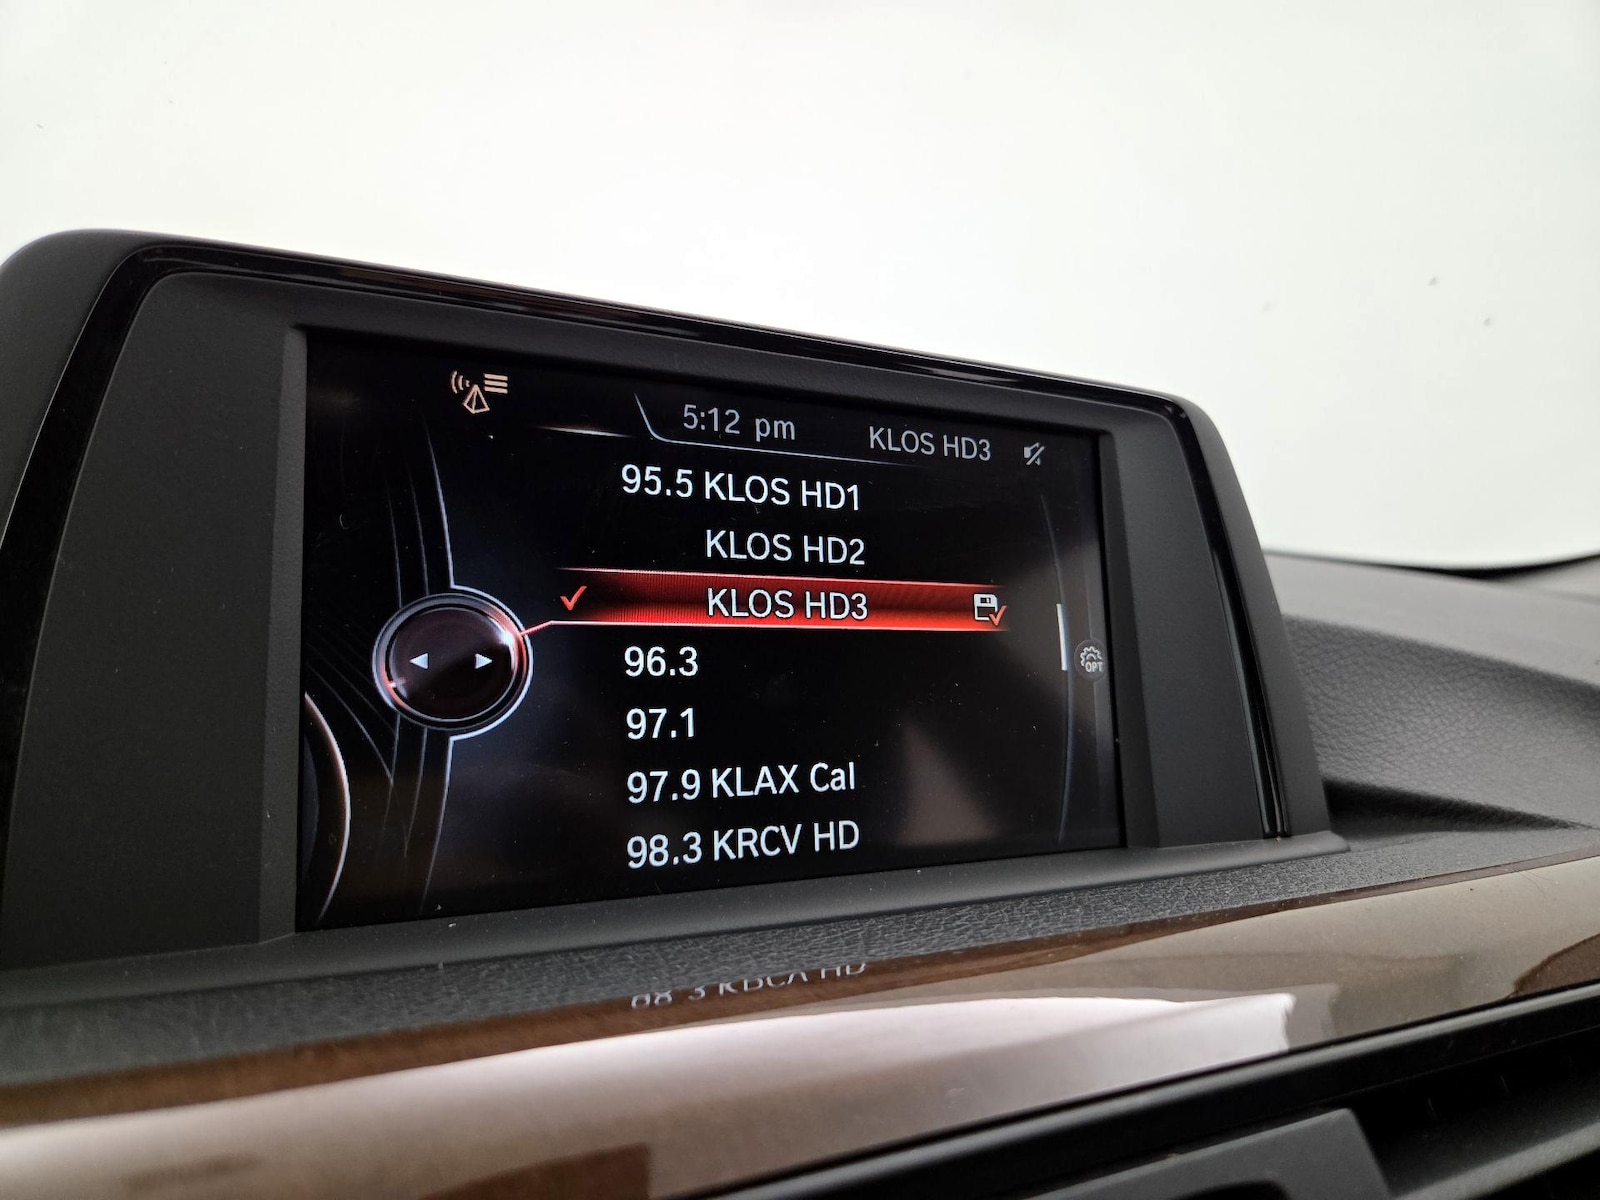 5:12 pm KLOS HD3
95.5 KLOS HD1
KLOS HD2
KLOS HD3
96.3
97.1
97.9 KLAX Cal
98.3 KRCV HD
OPT